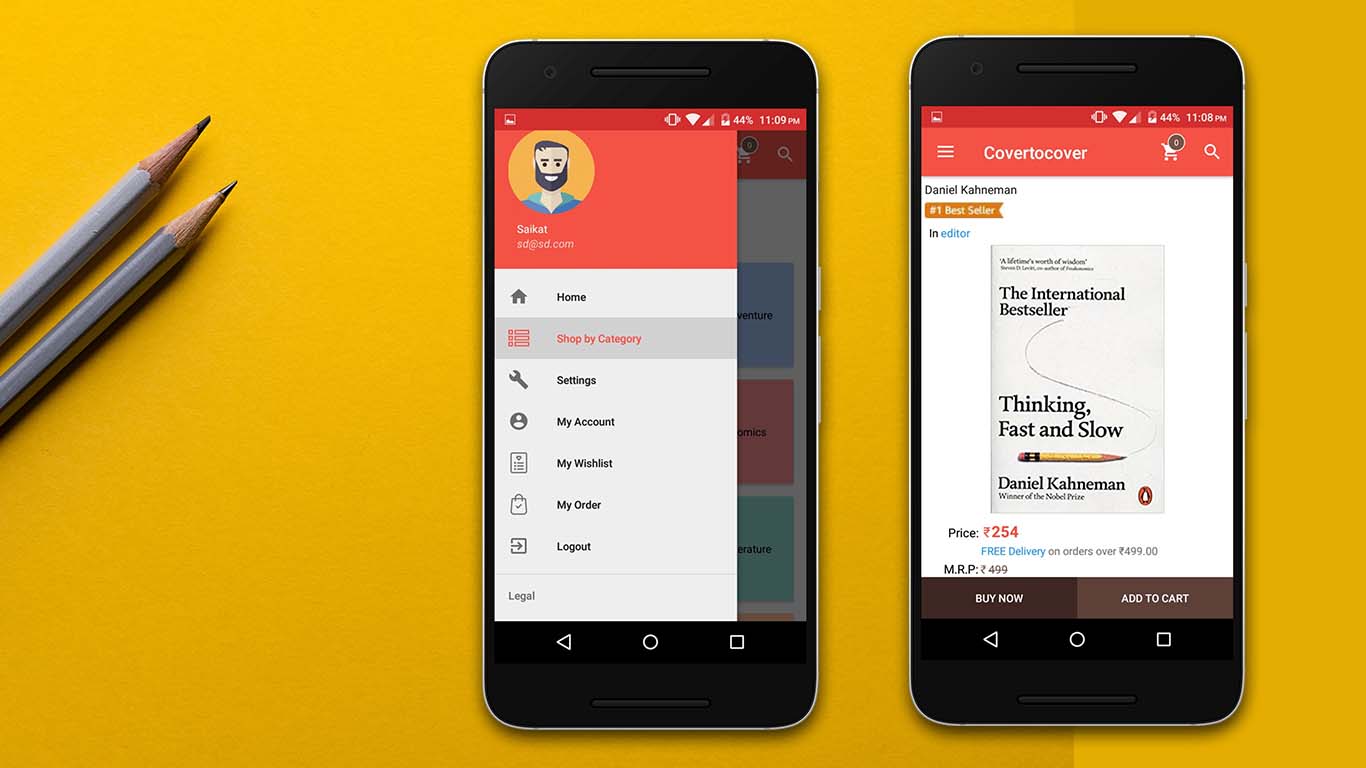 44% 11:09 PM
0
Saikat
sd@sd.com
Home
Shop by Category
Settings
My Account
My Wishlist
My Order
Logout
Legal
venture
omics
erature
44% 11:08 PM
Covertocover
0
Daniel Kahneman
#1 Best Seller
In editor
'A lifetime's worth of wisdom'
Steven D. Levitt, co-author of Freakonomics
The International
Bestseller
Thinking,
Fast and Slow
Daniel Kahneman
Winner of the Nobel Prize
Price: ₹254
FREE Delivery on orders over ₹499.00
M.R.P: ₹ 499
BUY NOW
ADD TO CART